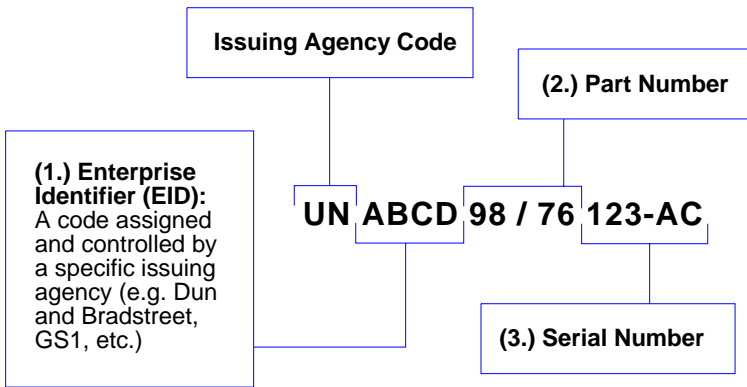 Issuing Agency Code
(2.) Part Number
(1.) Enterprise
Identifier (EID):
A code assigned
and controlled by
a specific issuing
agency (e.g. Dun
and Bradstreet,
GS1, etc.)
UN ABCD 98 / 76 123-AC
(3.) Serial Number